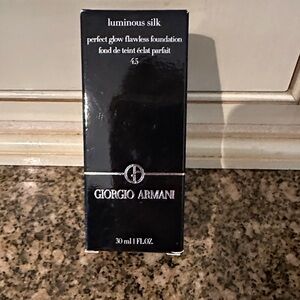 luminous silk
perfect glow flawless foundation
fond de teint éclat parfait
4.5
GIORGIO ARMANI
30 ml 1 FL.OZ.